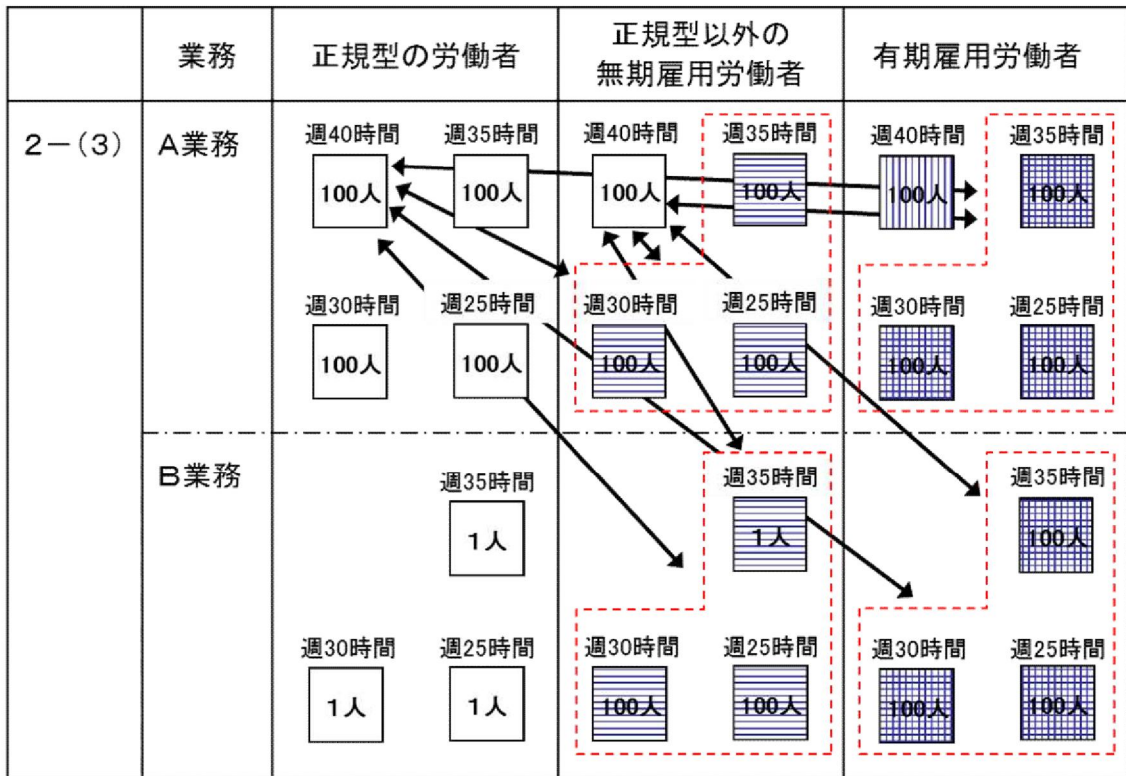 業務
正規型の労働者
正規型以外の
無期雇用労働者
有期雇用労働者
2－(3)
A業務
週40時間
週35時間
週40時間
週35時間
週40時間
週35時間
100人
100人
100人
100人
100人
100人
週30時間
週25時間
週30時間
週25時間
週30時間
週25時間
100人
100人
100人
100人
100人
100人
B業務
週35時間
週35時間
週35時間
1人
1人
100人
週30時間
週25時間
週30時間
週25時間
週30時間
週25時間
1人
1人
100人
100人
100人
100人